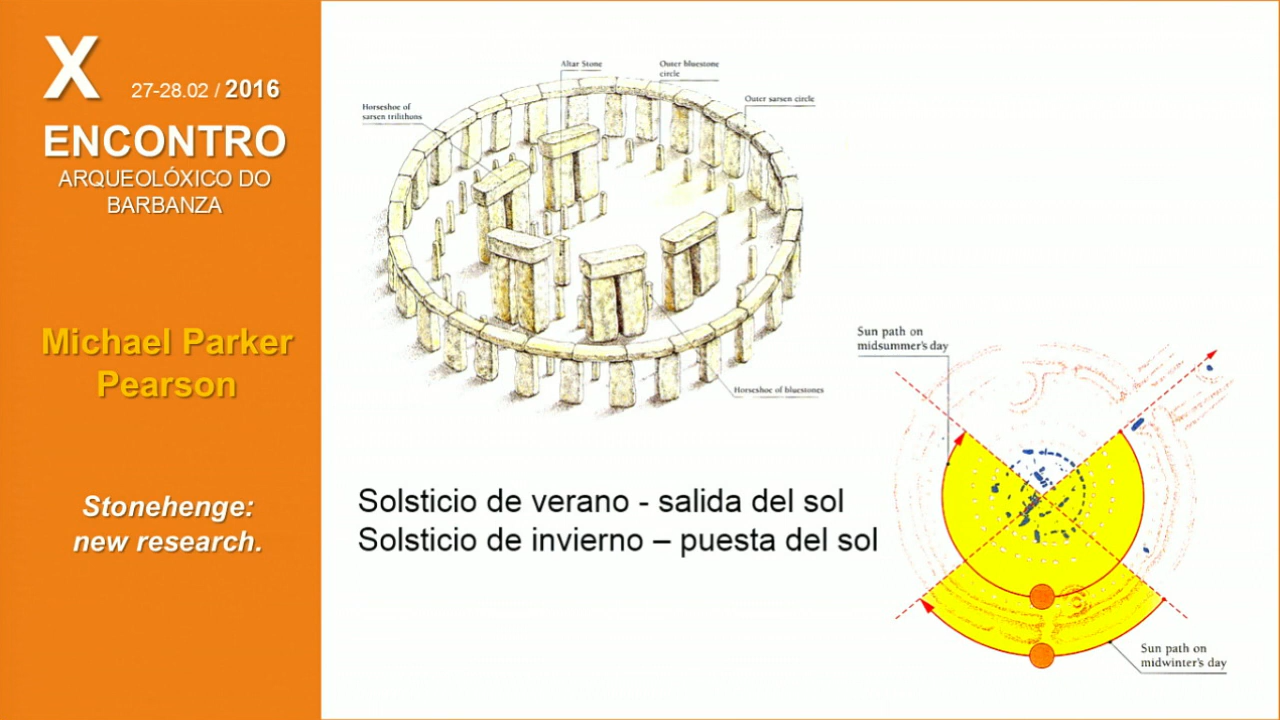 X
27-28.02 / 2016
ENCONTRO
ARQUEOLÓXICO DO
BARBANZA
Michael Parker
Pearson
Stonehenge:
new research.
Altar Stone
Outer bluestone
circle
Outer sarsen circle
Horseshoe of
sarsen trilithons
Horseshoe of bluestones
Sun path on
midsummer's day
Solsticio de verano - salida del sol
Solsticio de invierno – puesta del sol
Sun path on
midwinter's day